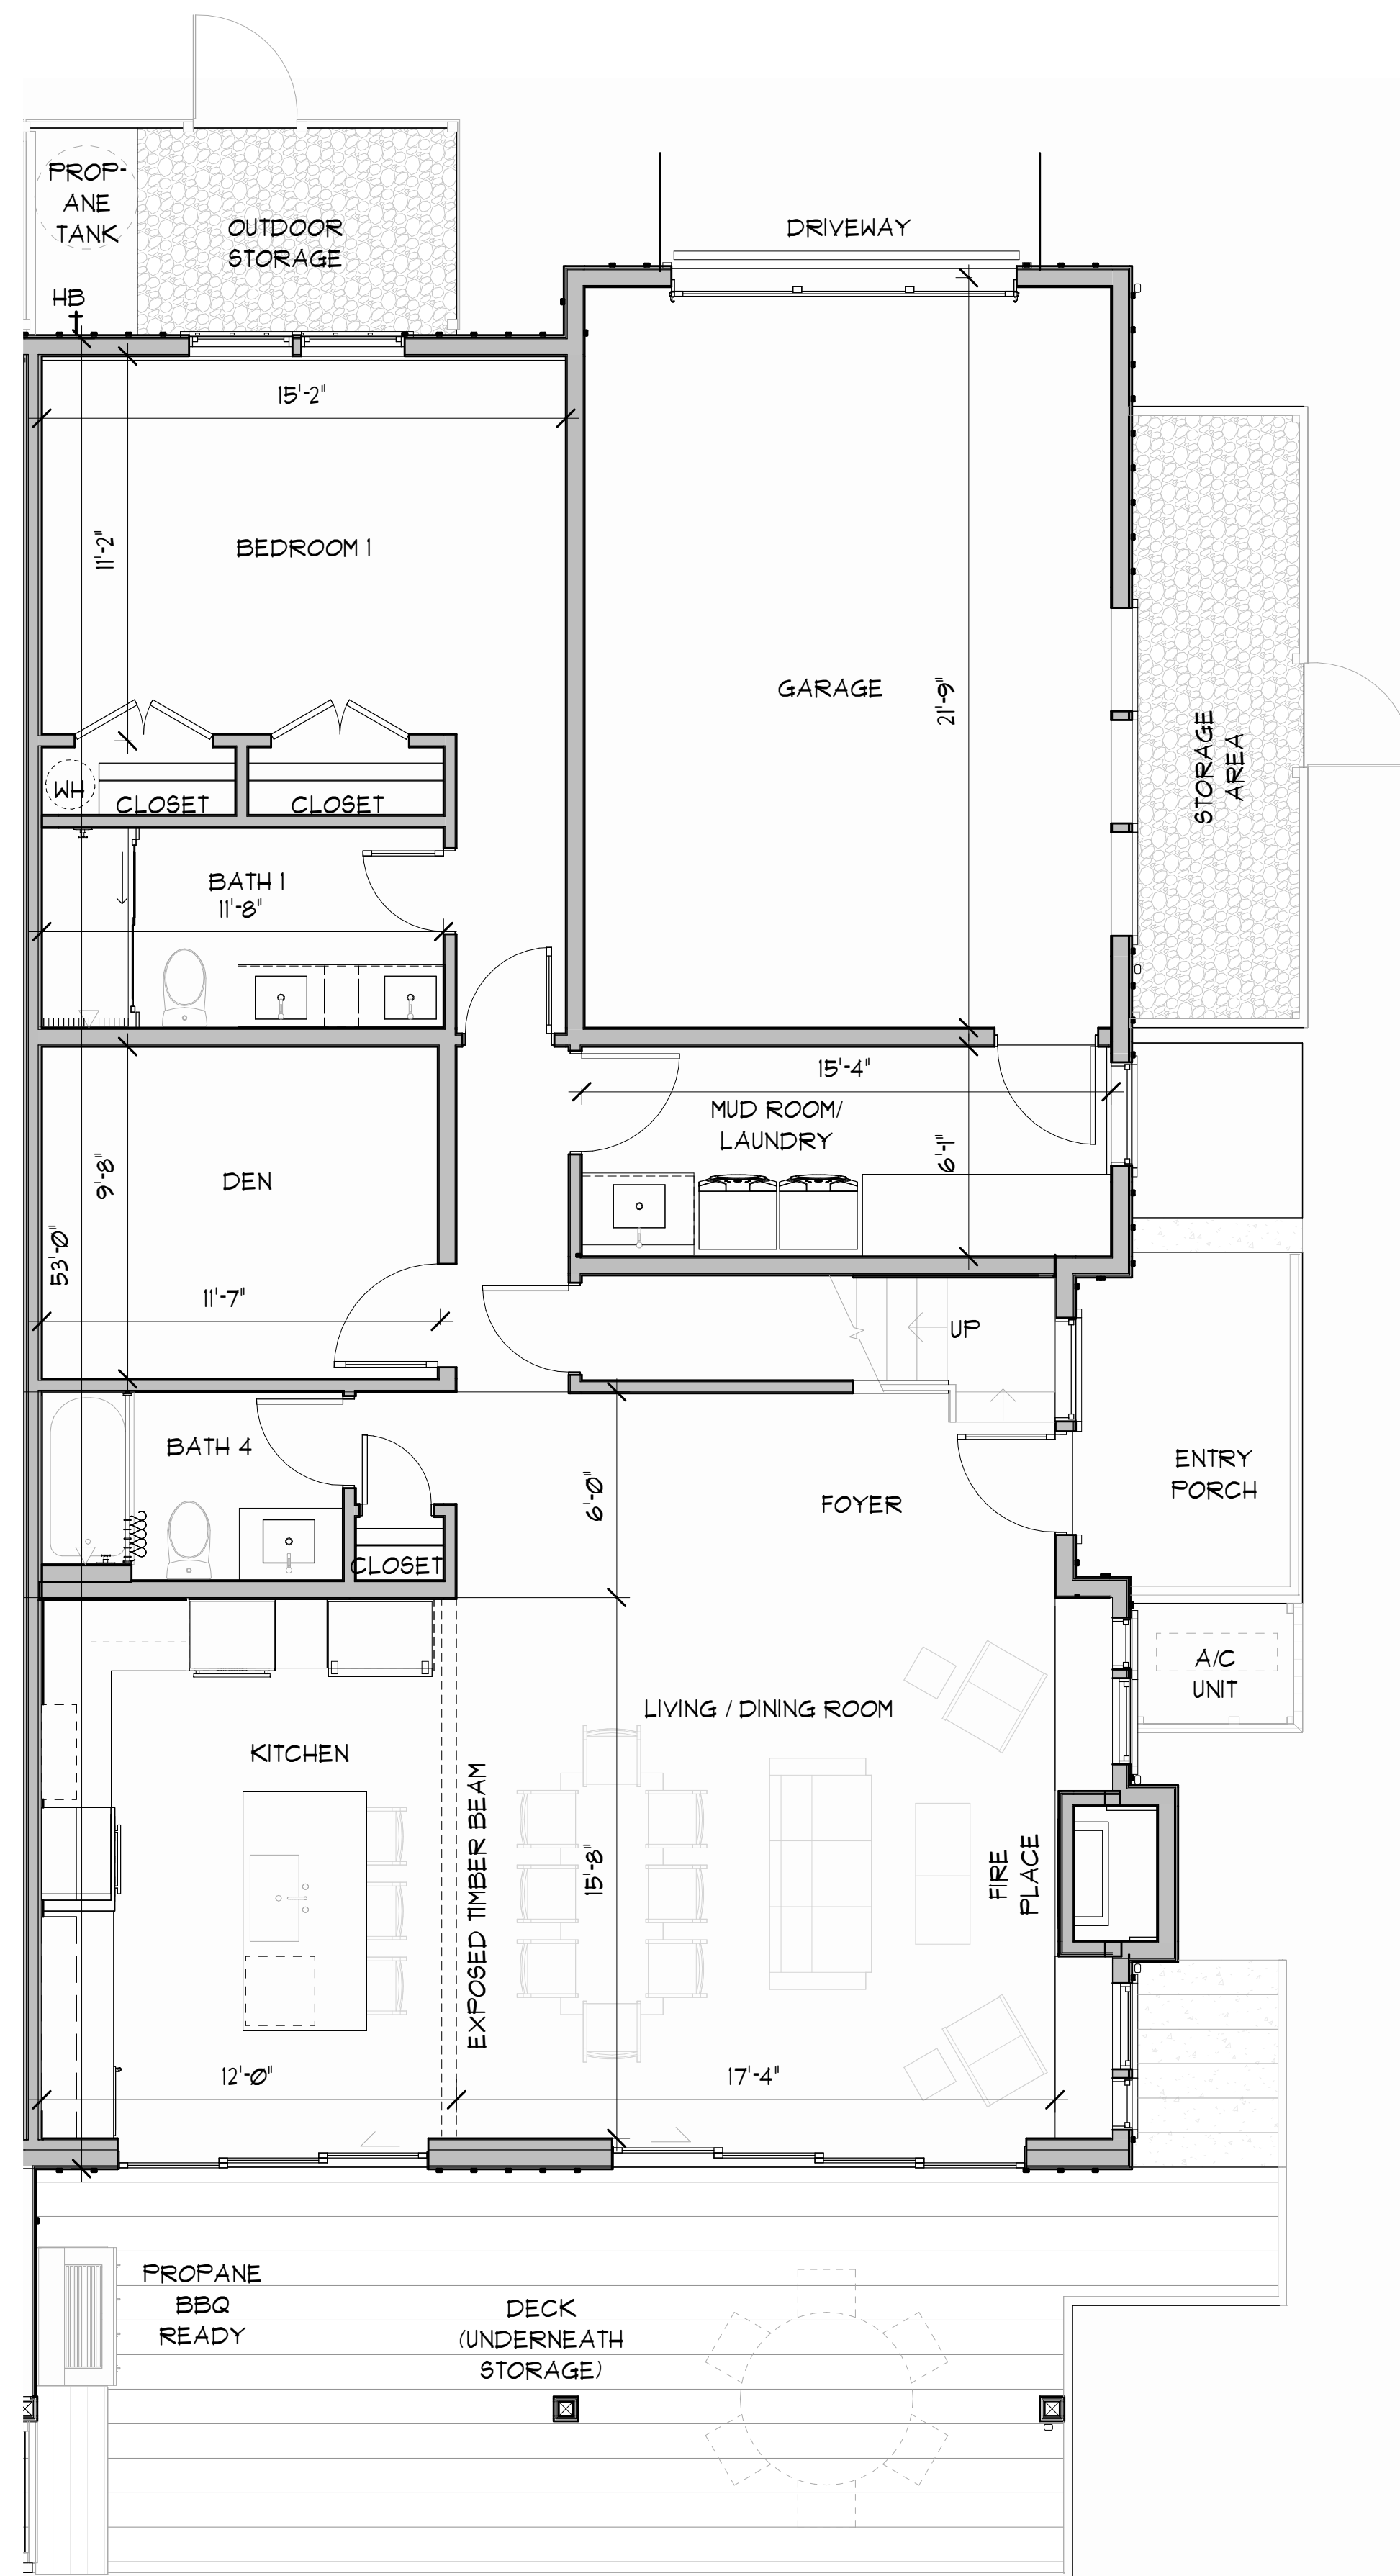 PROP-
ANE
TANK
OUTDOOR
STORAGE
DRIVEWAY
HB
15'-2"
11'-2"
BEDROOM 1
GARAGE
21'-9"
STORAGE
AREA
WH
CLOSET
CLOSET
BATH 1
11'-8"
15'-4"
MUD ROOM/
LAUNDRY
6'-1"
DEN
9'-8"
53'-0"
11'-7"
UP
BATH 4
CLOSET
6'-0"
FOYER
ENTRY
PORCH
A/C
UNIT
LIVING / DINING ROOM
KITCHEN
EXPOSED TIMBER BEAM
15'-8"
FIRE
PLACE
12'-0"
17'-4"
PROPANE
BBQ
READY
DECK
(UNDERNEATH
STORAGE)